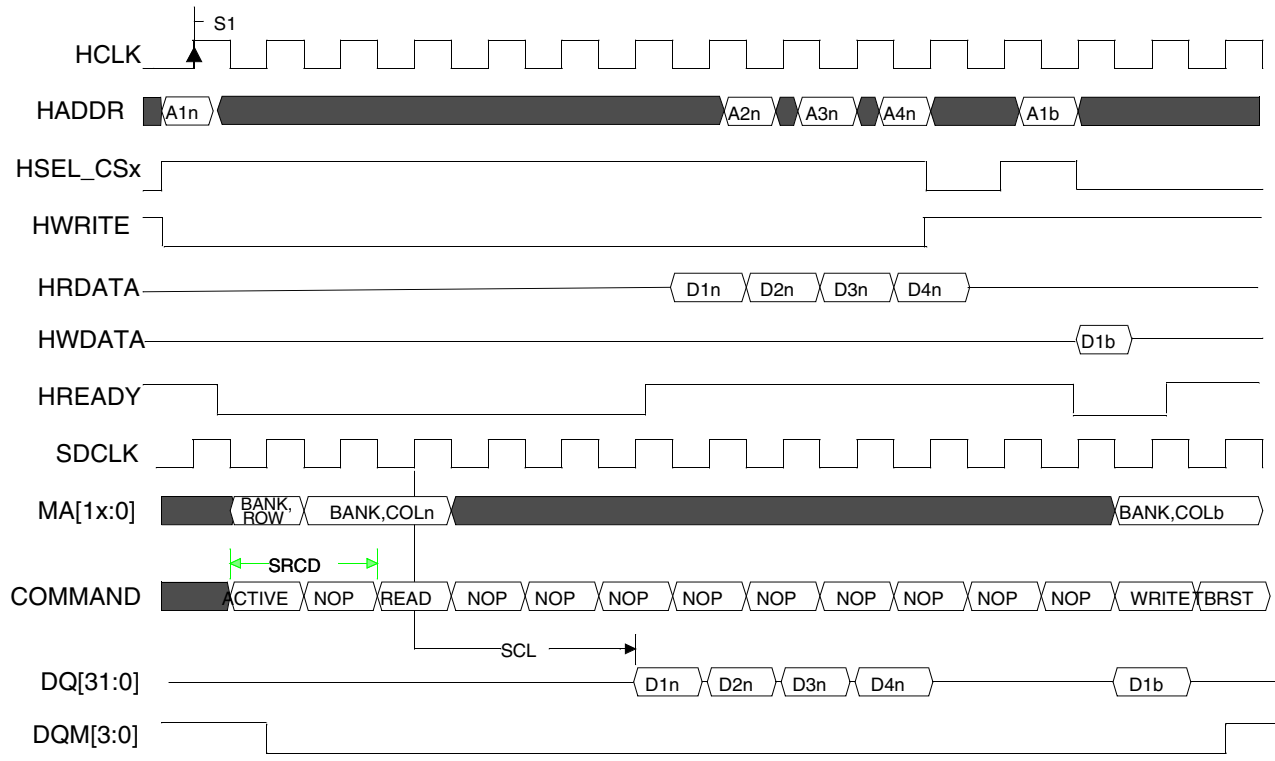 S1
HCLK
HADDR A1n A2n A3n A4n A1b
HSEL_CSx
HWRITE
HRDATA D1n D2n D3n D4n
HWDATA D1b
HREADY
SDCLK
MA[1x:0] BANK, ROW BANK,COLn BANK,COLb
SRCD
COMMAND ACTIVE NOP READ NOP NOP NOP NOP NOP NOP NOP NOP NOP WRITE TBRST
SCL
DQ[31:0] D1n D2n D3n D4n D1b
DQM[3:0]